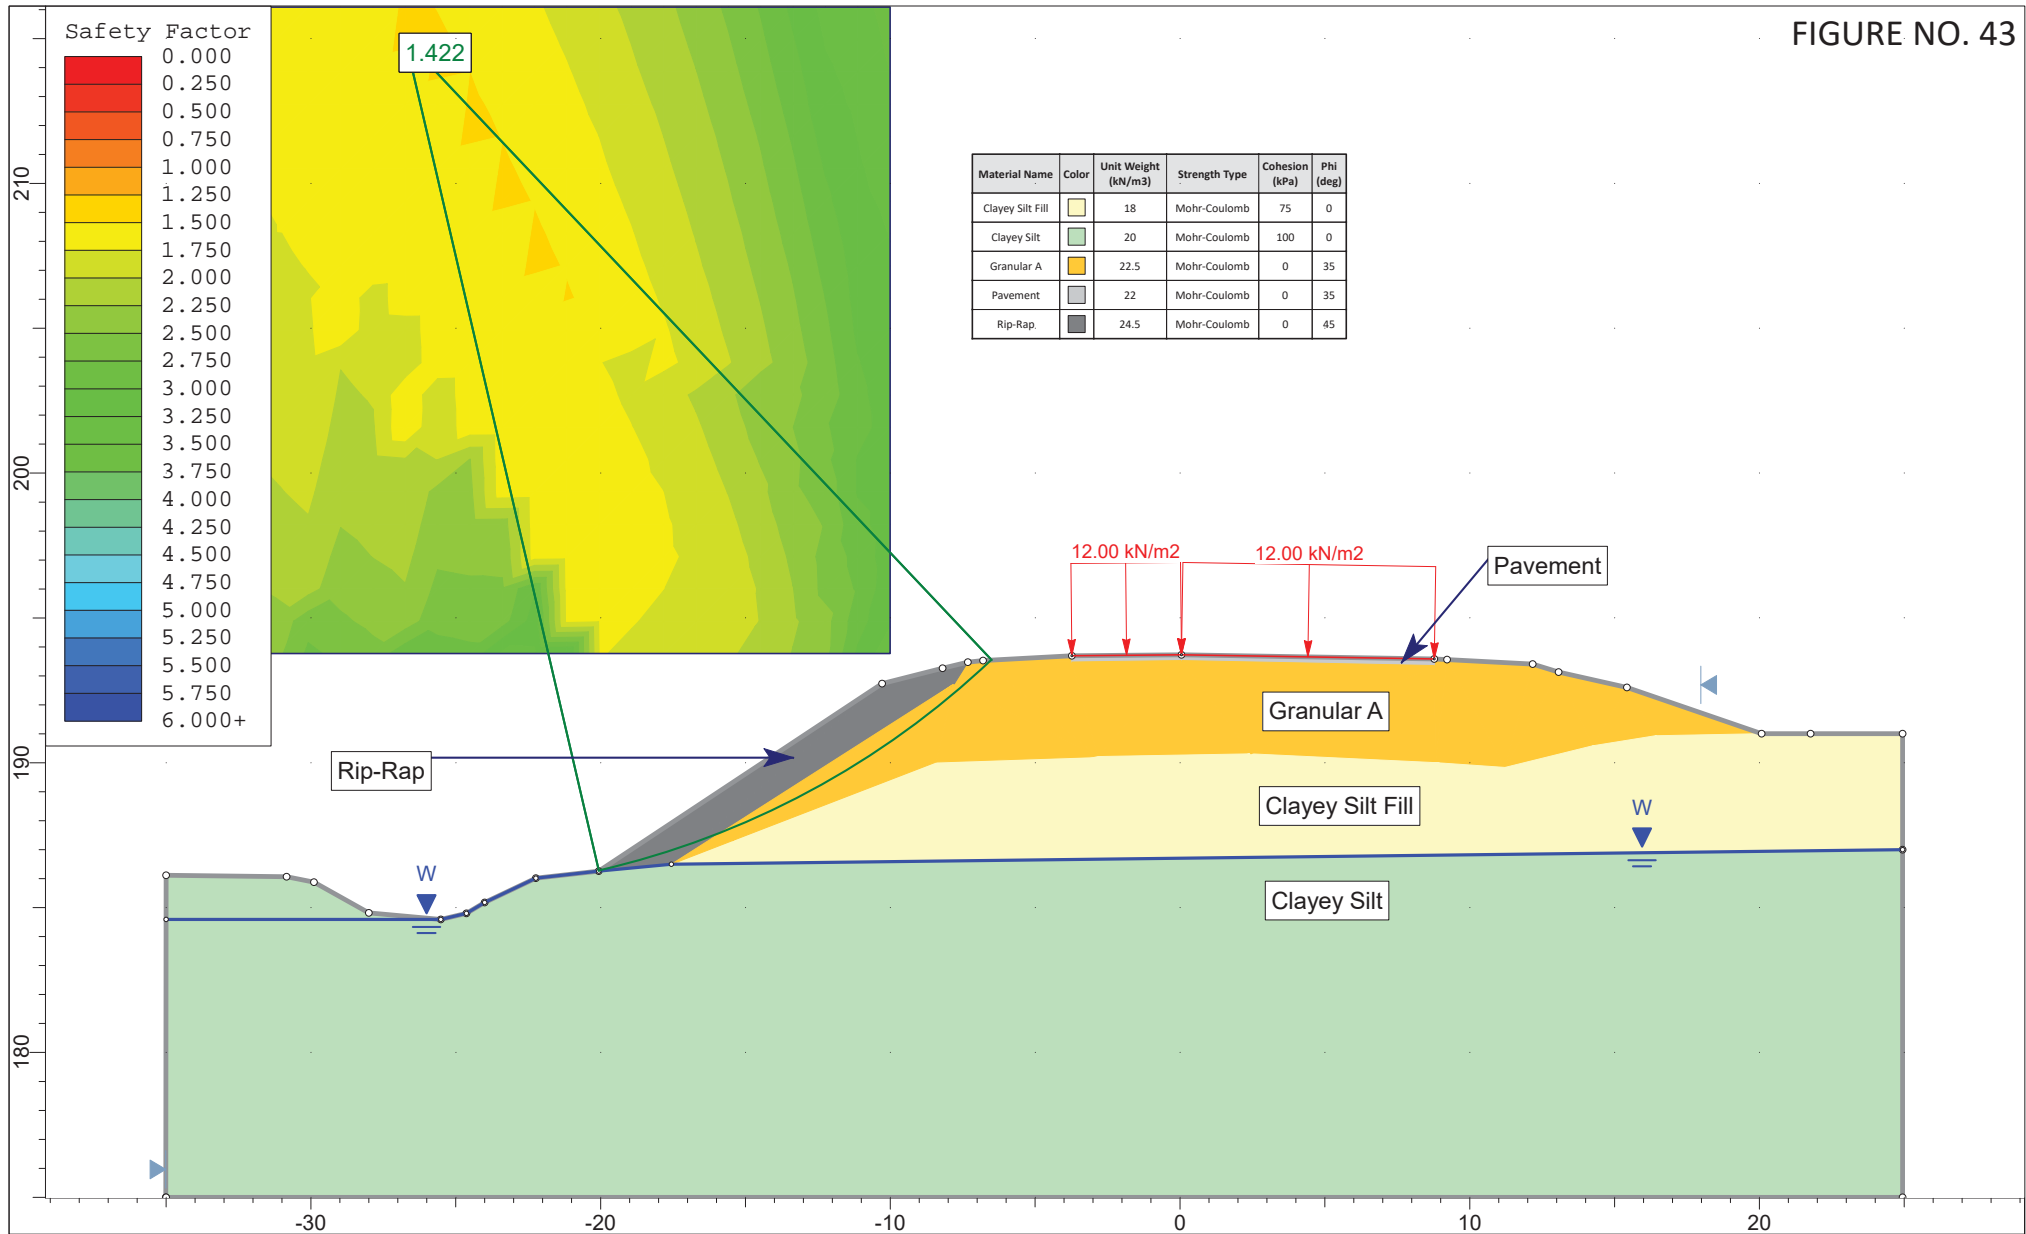 FIGURE NO. 43
Safety Factor
0.000
0.250
0.500
0.750
1.000
1.250
1.500
1.750
2.000
2.250
2.500
2.750
3.000
3.250
3.500
3.750
4.000
4.250
4.500
4.750
5.000
5.250
5.500
5.750
6.000+
1.422
Material Name Color Unit Weight (kN/m3) Strength Type Cohesion (kPa) Phi (deg)
Clayey Silt Fill 18 Mohr-Coulomb 75 0
Clayey Silt 20 Mohr-Coulomb 100 0
Granular A 22.5 Mohr-Coulomb 0 35
Pavement 22 Mohr-Coulomb 0 35
Rip-Rap 24.5 Mohr-Coulomb 0 45
12.00 kN/m2 12.00 kN/m2
Pavement
Granular A
Rip-Rap
Clayey Silt Fill
W
W
Clayey Silt
210
200
190
180
-30 -20 -10 0 10 20